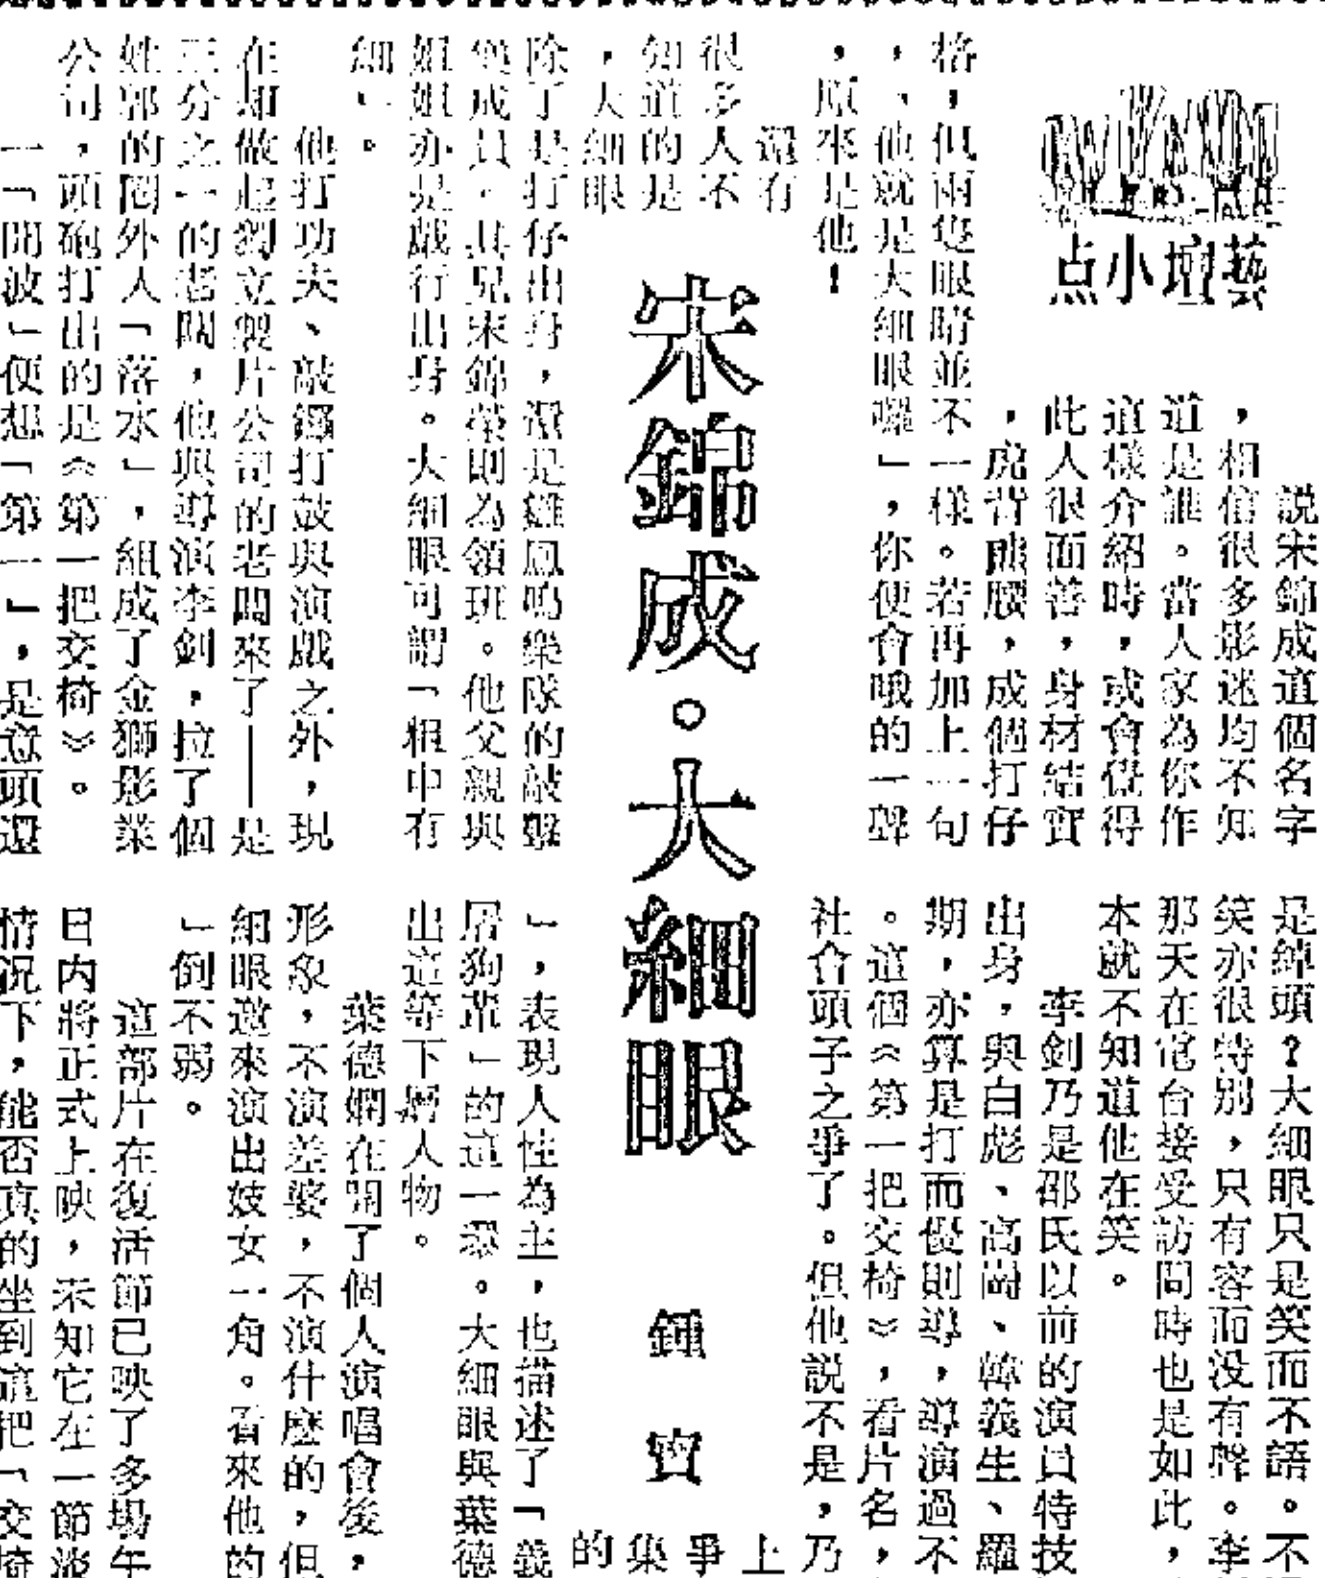 藝壇小点
宋錦成。大細眼
鍾寶
說宋錦成這個名字
，相信很多影迷均不知
道是誰。當人家為你作
這樣介紹時，或會覺得
此人很面善，身材結實
，虎背熊腰，成個打仔
格，但兩隻眼睛並不一樣。若再加上一句
，、他就是大細眼囉」，你便會哦的一聲
，原來是他！
還有
很多人不
知道的是
，大細眼
除了是打仔出身，還是雛鳳鳴樂隊的敲擊
樂成員，其兄宋錦榮則為領班。他父親與
姐姐亦是戲行出身。大細眼可謂「粗中有
細」。
他打功夫、敲鑼打鼓與演戲之外，現
在卻做起獨立製片公司的老闆來了——是
三分之一的老闆，他與導演李劍，拉了個
姓郭的圈外人「落水」，組成了金獅影業
公司，頭砲打出的是《第一把交椅》。
一「開波」便想「第一」，是意頭還
是綽頭？大細眼只是笑而不語。不
笑亦很特別，只有容而没有聲。李
那天在電台接受訪問時也是如此，
本就不知道他在笑。
李劍乃是邵氏以前的演員特技
出身，與白彪、高崗、韓義生、羅
期，亦算是打而優則導，導演過不
。這個《第一把交椅》，看片名，
社會頭子之爭了。但他說不是，乃
上
爭
集
的
」，表現人性為主，也描述了「義
屠狗輩」的這一環。大細眼與葉德
出這等下層人物。
葉德嫻在開了個人演唱會後，
形象，不演差婆，不演什麼的，但
細眼邀來演出妓女一角。看來他的
」倒不弱。
這部片在復活節已映了多場午
日内將正式上映，未知它在一節淡
情況下，能否真的坐到這把「交椅